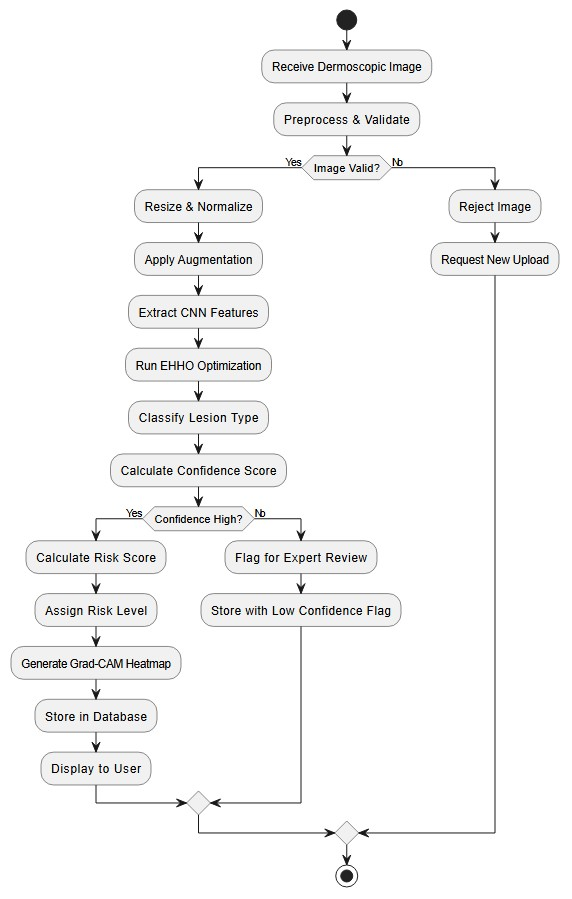 Receive Dermoscopic Image
Preprocess & Validate
Yes
Image Valid?
No
Resize & Normalize
Reject Image
Apply Augmentation
Request New Upload
Extract CNN Features
Run EHHO Optimization
Classify Lesion Type
Calculate Confidence Score
Yes
Confidence High?
No
Calculate Risk Score
Flag for Expert Review
Assign Risk Level
Store with Low Confidence Flag
Generate Grad-CAM Heatmap
Store in Database
Display to User